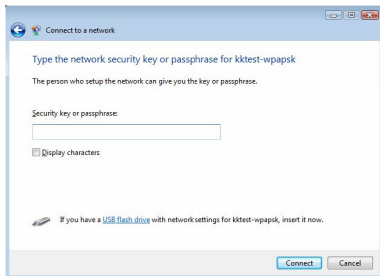 Connect to a network
Type the network security key or passphrase for kktest-wpapsk
The person who setup the network can give you the key or passphrase.
Security key or passphrase:
Display characters
If you have a USB flash drive with network settings for kktest-wpapsk, insert it now.
Connect Cancel